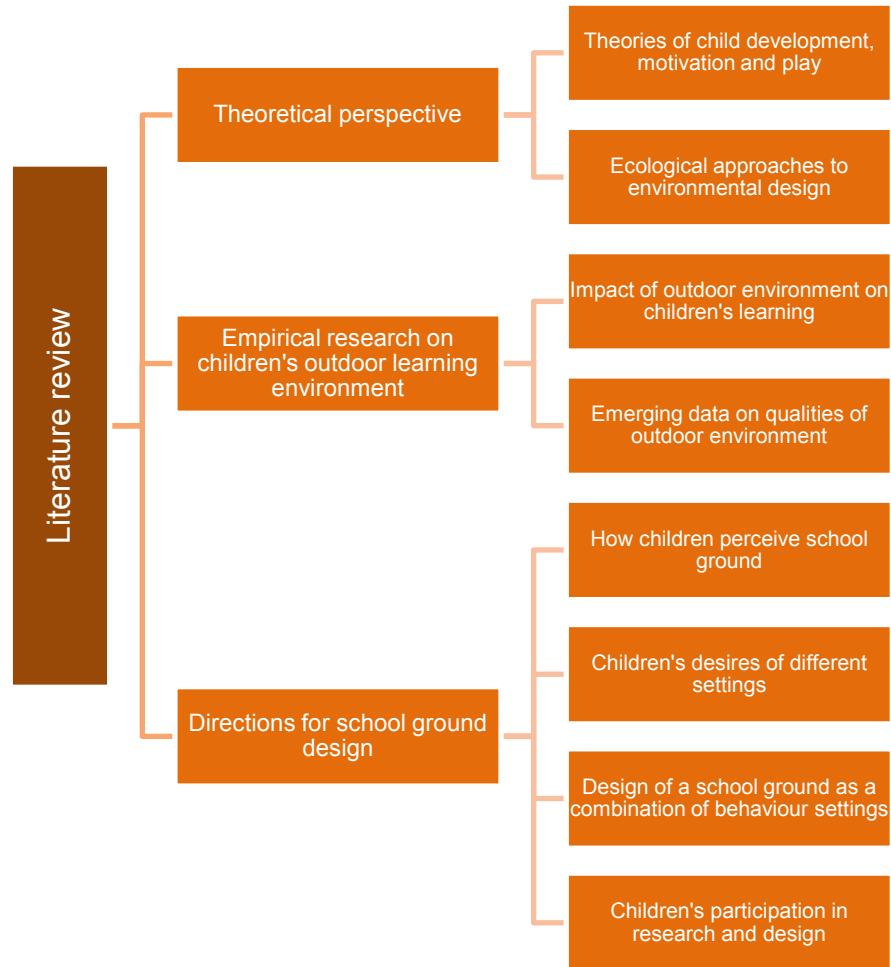 Literature review
Theoretical perspective
Theories of child development,
motivation and play
Ecological approaches to
environmental design
Empirical research on
children's outdoor learning
environment
Impact of outdoor environment on
children's learning
Emerging data on qualities of
outdoor environment
Directions for school ground
design
How children perceive school
ground
Children's desires of different
settings
Design of a school ground as a
combination of behaviour settings
Children's participation in
research and design